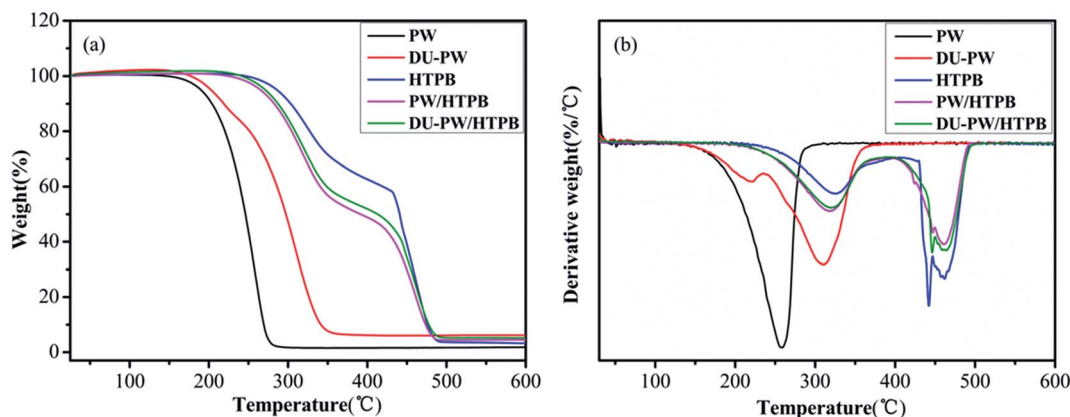 (a)
PW
DU-PW
HTPB
PW/HTPB
DU-PW/HTPB
Weight(%)
120
100
80
60
40
20
0
100 200 300 400 500 600
Temperature(℃)
(b)
PW
DU-PW
HTPB
PW/HTPB
DU-PW/HTPB
Derivative weight(%/℃)
100 200 300 400 500 600
Temperature(℃)